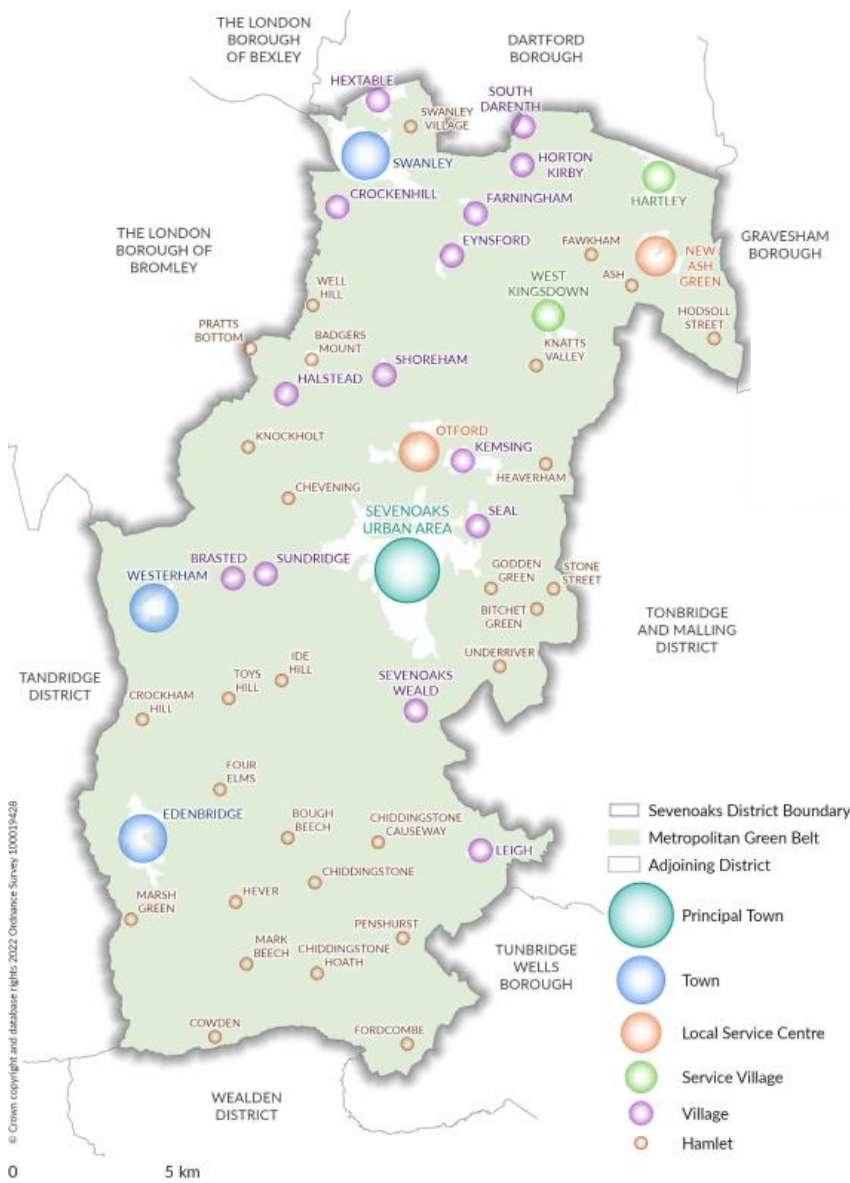 THE LONDON
BOROUGH
OF BEXLEY
DARTFORD
BOROUGH
HEXTABLE
SOUTH
DARENTH
SWANLEY
VILLAGE
SWANLEY
HORTON
KIRBY
CROCKENHILL
FARNINGHAM
HARTLEY
THE LONDON
BOROUGH OF
BROMLEY
EYNSFORD
FAWKHAM
NEW
ASH
GREEN
GRAVESHAM
BOROUGH
ASH
WELL
HILL
WEST
KINGSDOWN
HODSOLL
STREET
PRATTS
BOTTOM
BADGERS
MOUNT
KNATTS
VALLEY
SHOREHAM
HALSTEAD
OTFORD
KNOCKHOLT
KEMSING
HEAVERHAM
CHEVENING
SEVENOAKS
URBAN AREA
SEAL
BRASTED
SUNDRIDGE
WESTERHAM
GODDEN
GREEN
STONE
STREET
BITCHET
GREEN
TONBRIDGE
AND MALLING
DISTRICT
UNDERRIVER
TANDRIDGE
DISTRICT
IDE
HILL
TOYS
HILL
SEVENOAKS
WEALD
CROCKHAM
HILL
FOUR
ELMS
EDENBRIDGE
BOUGH
BEECH
CHIDDINGSTONE
CAUSEWAY
LEIGH
CHIDDINGSTONE
HEVER
MARSH
GREEN
PENSHURST
MARK
BEECH
CHIDDINGSTONE
HOATH
TUNBRIDGE
WELLS
BOROUGH
COWDEN
FORDCOMBE
WEALDEN
DISTRICT
Sevenoaks District Boundary
Metropolitan Green Belt
Adjoining District
Principal Town
Town
Local Service Centre
Service Village
Village
Hamlet
© Crown copyright and database rights 2022 Ordnance Survey 100019428
0 5 km